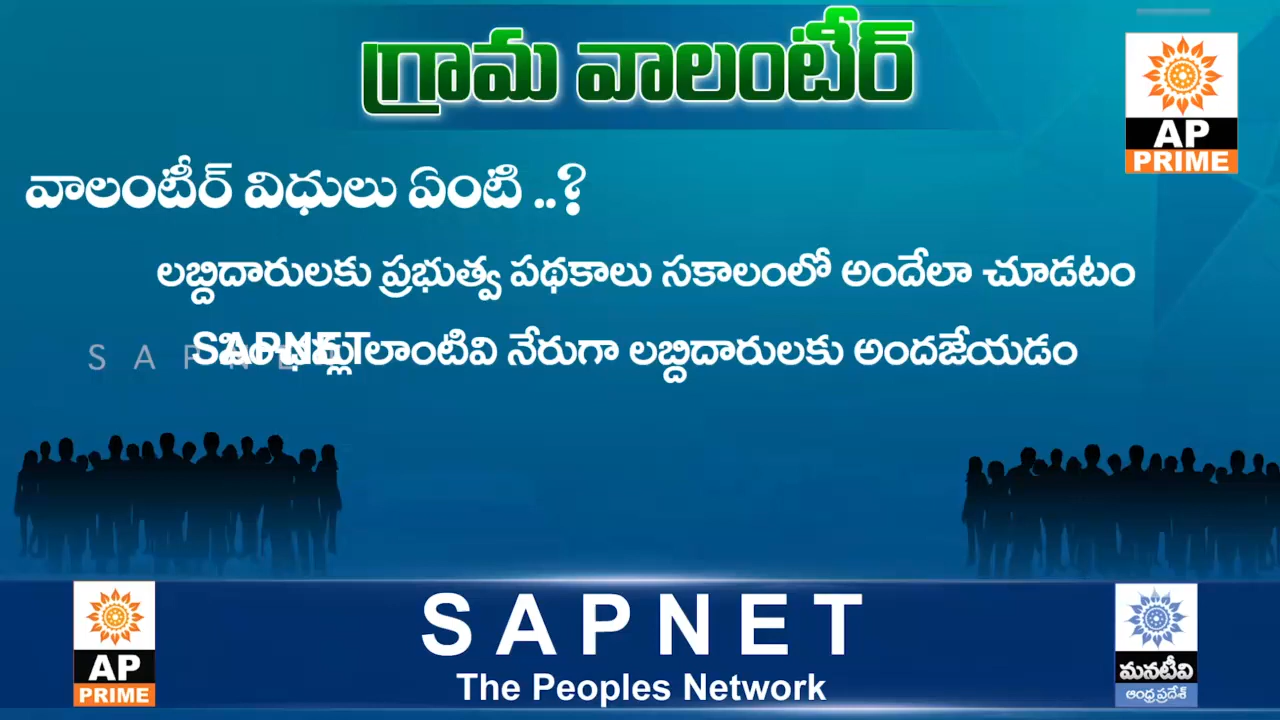 గ్రామ వాలంటీర్
AP
PRIME
వాలంటీర్ విధులు ఏంటి ..?
లబ్దిదారులకు ప్రభుత్వ పథకాలు సకాలంలో అందేలా చూడటం
SAPNET
లాంటివి నేరుగా లబ్దిదారులకు అందజేయడం
AP
PRIME
SAPNET
The Peoples Network
మనటీవి
ఆంధ్రప్రదేశ్